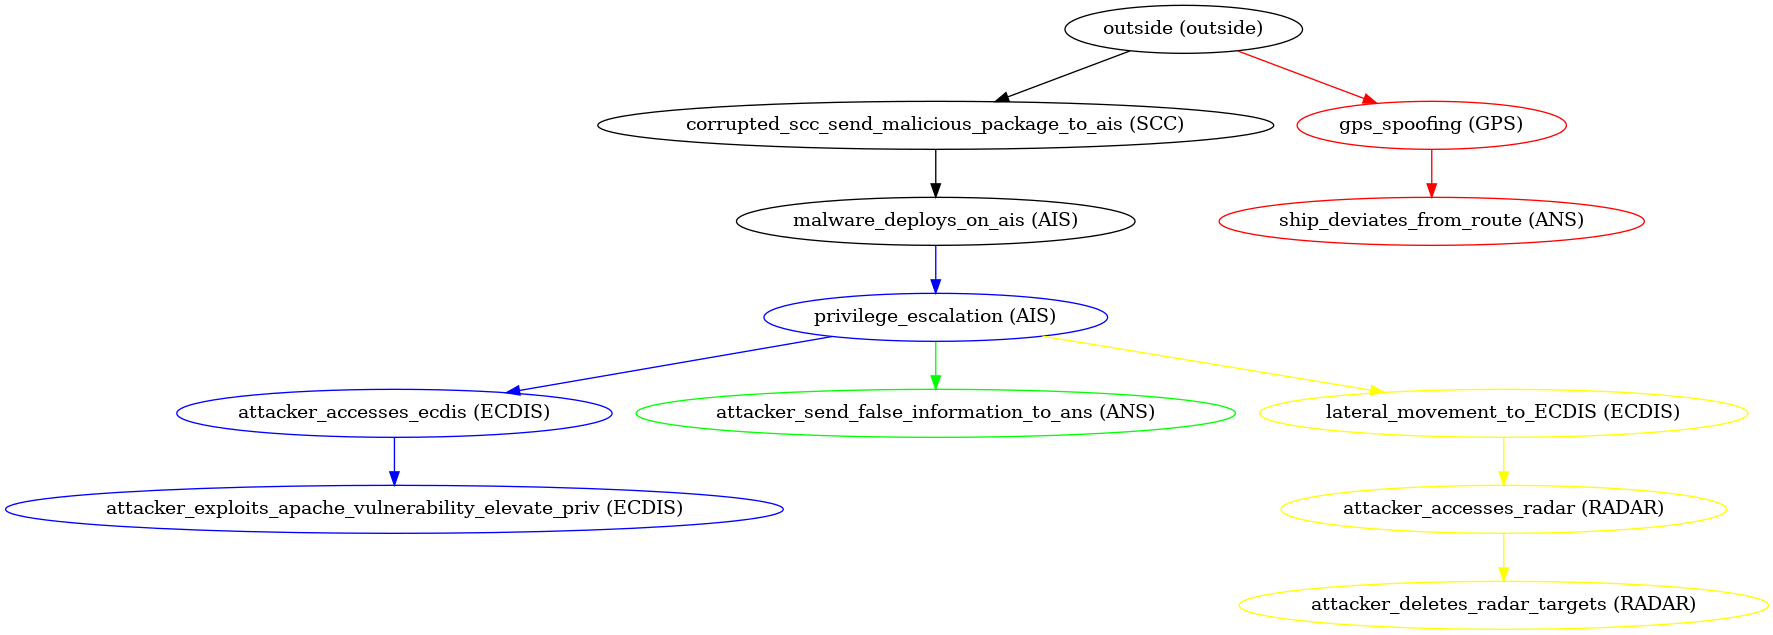 outside (outside)
corrupted_scc_send_malicious_package_to_ais (SCC)
gps_spoofing (GPS)
malware_deploys_on_ais (AIS)
ship_deviates_from_route (ANS)
privilege_escalation (AIS)
attacker_accesses_ecdis (ECDIS)
attacker_send_false_information_to_ans (ANS)
lateral_movement_to_ECDIS (ECDIS)
attacker_exploits_apache_vulnerability_elevate_priv (ECDIS)
attacker_accesses_radar (RADAR)
attacker_deletes_radar_targets (RADAR)